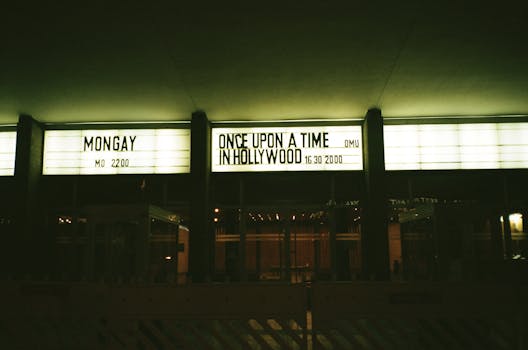 MONGAY
MO 22:00
ONCE UPON A TIME OMU
IN HOLLYWOOD 16:30 20:00